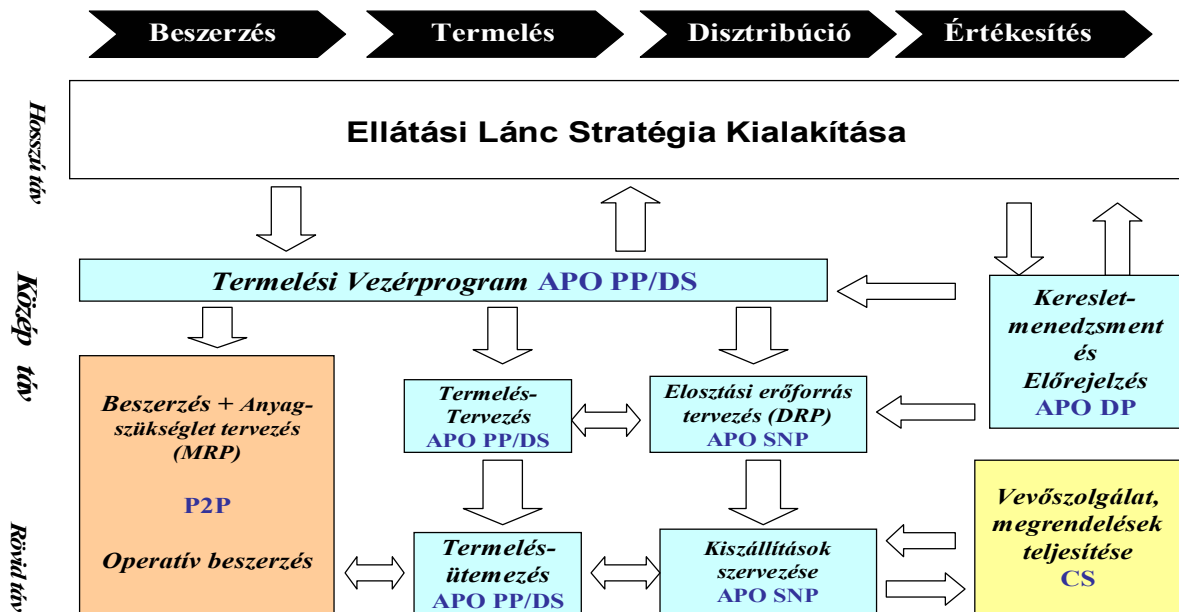 Beszerzés
Termelés
Disztribúció
Értékesítés
Hosszú táv
Ellátási Lánc Stratégia Kialakítása
Közép táv
Termelési Vezérprogram APO PP/DS
Kereslet-
menedzsment
és
Előrejelzés
APO DP
Beszerzés + Anyag-
szükséglet tervezés
(MRP)
P2P
Operatív beszerzés
Termelés-
Tervezés
APO PP/DS
Elosztási erőforrás
tervezés (DRP)
APO SNP
Rövid táv
Termelés-
ütemezés
APO PP/DS
Kiszállítások
szervezése
APO SNP
Vevőszolgálat,
megrendelések
teljesítése
CS